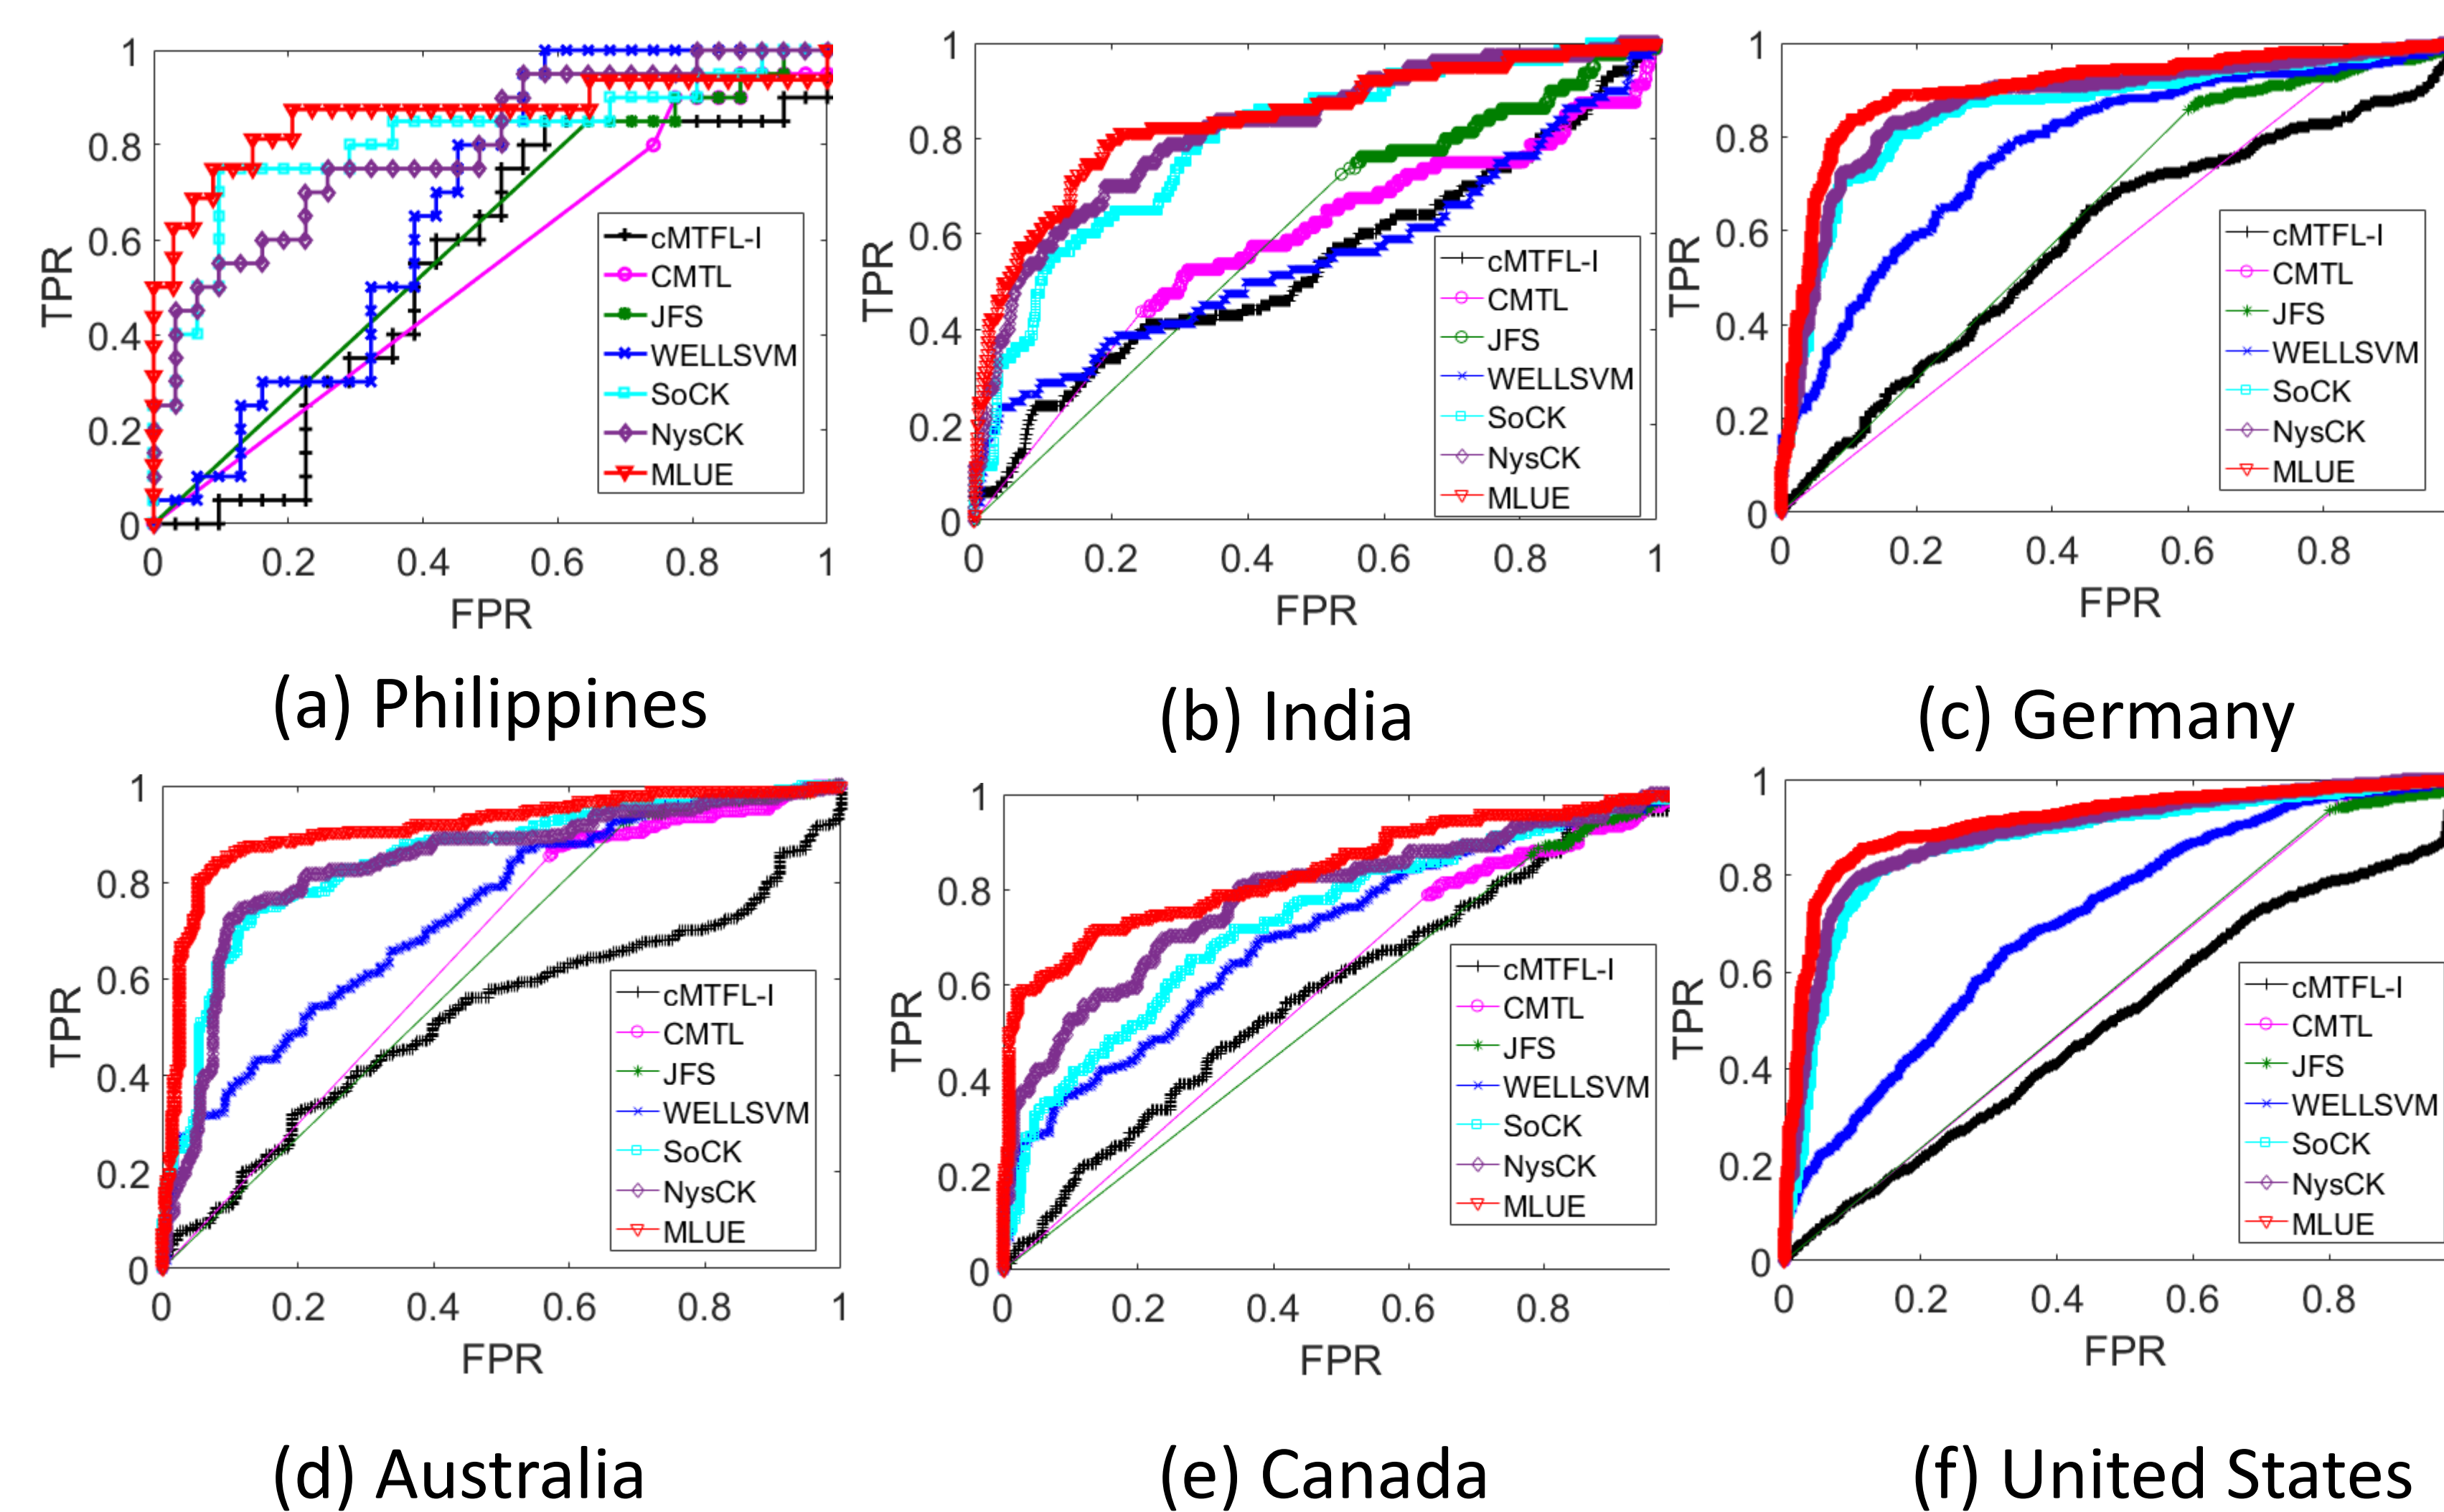 1
0.8
0.6
0.4
0.2
0
TPR
0 0.2 0.4 0.6 0.8 1
FPR
cMTFL-I
CMTL
JFS
WELLSVM
SoCK
NysCK
MLUE
(a) Philippines
1
0.8
0.6
0.4
0.2
0
TPR
0 0.2 0.4 0.6 0.8 1
FPR
cMTFL-I
CMTL
JFS
WELLSVM
SoCK
NysCK
MLUE
(b) India
1
0.8
0.6
0.4
0.2
0
TPR
0 0.2 0.4 0.6 0.8
FPR
cMTFL-I
CMTL
JFS
WELLSVM
SoCK
NysCK
MLUE
(c) Germany
1
0.8
0.6
0.4
0.2
0
TPR
0 0.2 0.4 0.6 0.8 1
FPR
cMTFL-I
CMTL
JFS
WELLSVM
SoCK
NysCK
MLUE
(d) Australia
1
0.8
0.6
0.4
0.2
0
TPR
0 0.2 0.4 0.6 0.8
FPR
cMTFL-I
CMTL
JFS
WELLSVM
SoCK
NysCK
MLUE
(e) Canada
1
0.8
0.6
0.4
0.2
0
TPR
0 0.2 0.4 0.6 0.8
FPR
cMTFL-I
CMTL
JFS
WELLSVM
SoCK
NysCK
MLUE
(f) United States